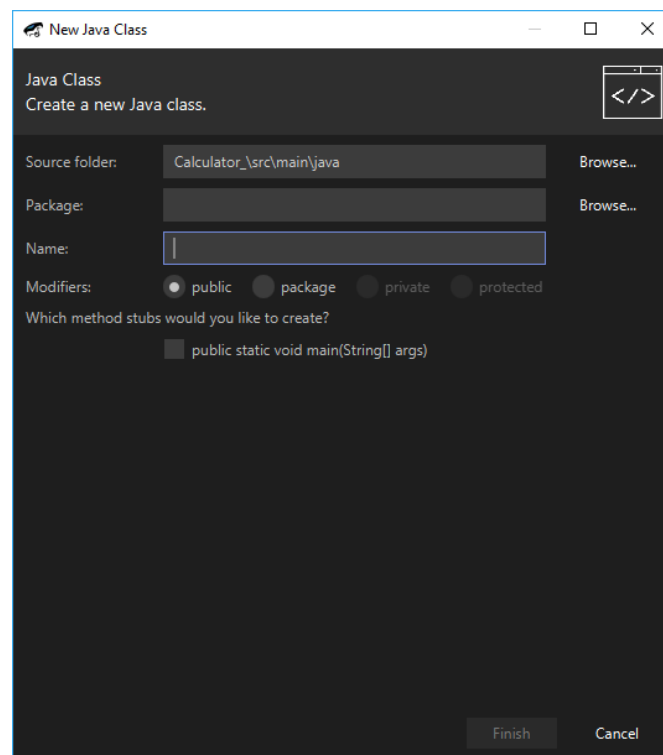 New Java Class
Java Class
Create a new Java class.
</>
Source folder: Calculator_\src\main\java Browse...
Package: Browse...
Name:
Modifiers: public package private protected
Which method stubs would you like to create?
public static void main(String[] args)
Finish Cancel